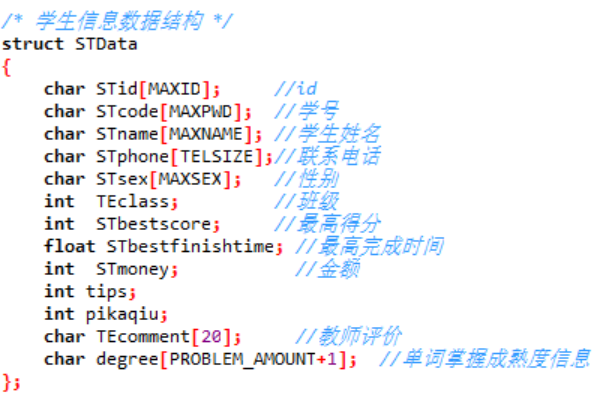 /* 学生信息数据结构 */
struct STData
{
    char STid[MAXID];     //id
    char STcode[MAXPWD];  //学号
    char STname[MAXNAME]; //学生姓名
    char STphone[TELSIZE];//联系电话
    char STsex[MAXSEX];   //性别
    int  TEclass;         //班级
    int  STbestscore;     //最高得分
    float STbestfinishtime; //最高完成时间
    int  STmoney;           //金额
    int tips;
    int pikaqiu;
    char TEcomment[20];     //教师评价
    char degree[PROBLEM_AMOUNT+1];  //单词掌握成熟度信息
};